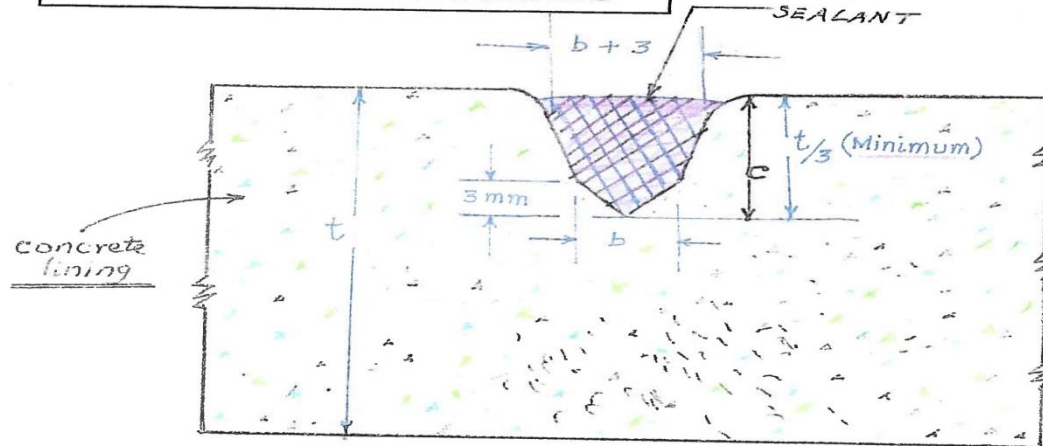 SEALANT
b + 3
t/3 (Minimum)
C
3 mm
t
b
concrete
lining